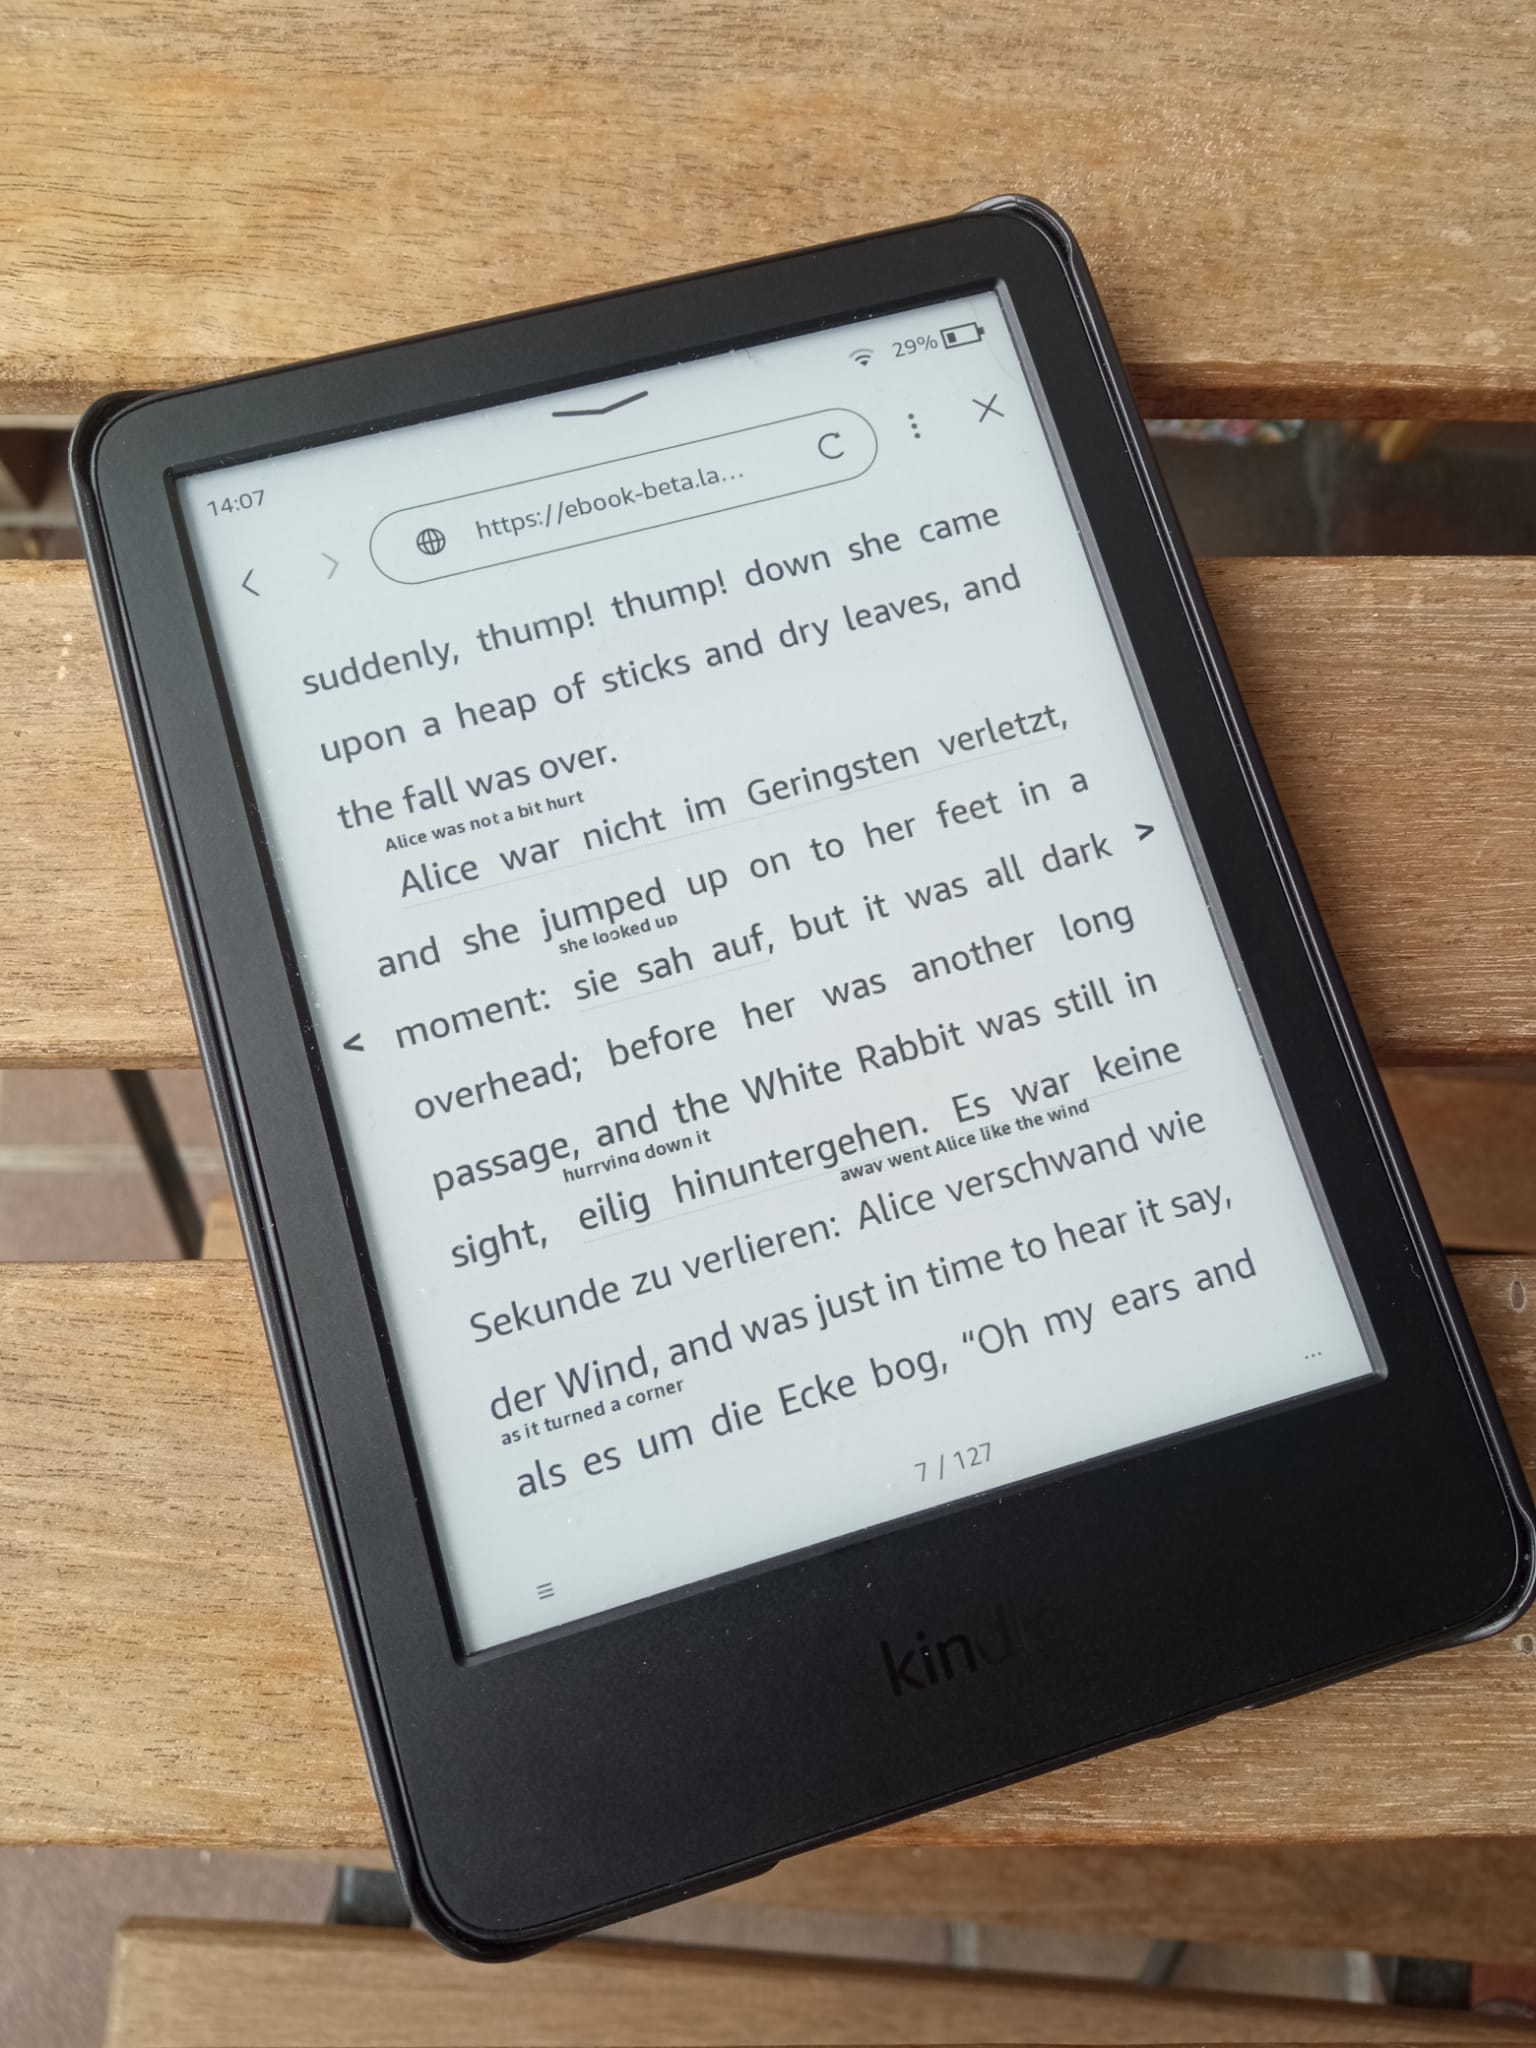 14:07
29%
https://ebook-beta.la...
suddenly, thump! thump! down she came
upon a heap of sticks and dry leaves, and
the fall was over.
Alice was not a bit hurt
Alice war nicht im Geringsten verletzt,
and she jumped up on to her feet in a
she looked up
moment: sie sah auf, but it was all dark
overhead; before her was another long
passage, and the White Rabbit was still in
hurrying down it
sight, eilig hinuntergehen. Es war keine
away went Alice like the wind
Sekunde zu verlieren: Alice verschwand wie
der Wind, and was just in time to hear it say,
as it turned a corner
als es um die Ecke bog, “Oh my ears and
7 / 127
kindle